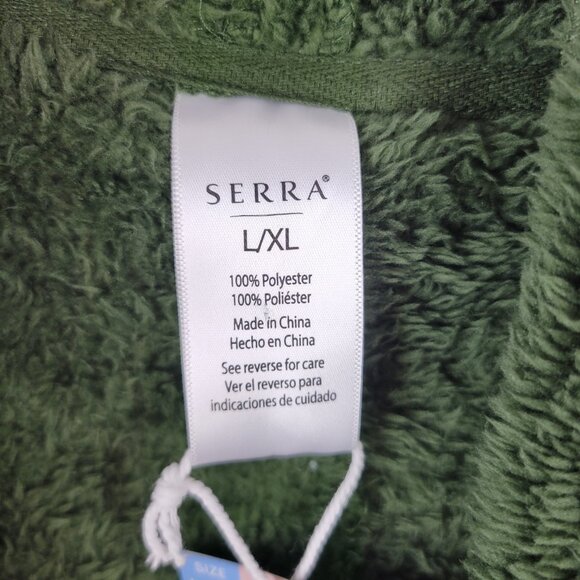 SERRA®
L/XL
100% Polyester
100% Poliéster
Made in China
Hecho en China
See reverse for care
Ver el reverso para
indicaciones de cuidado
SIZE